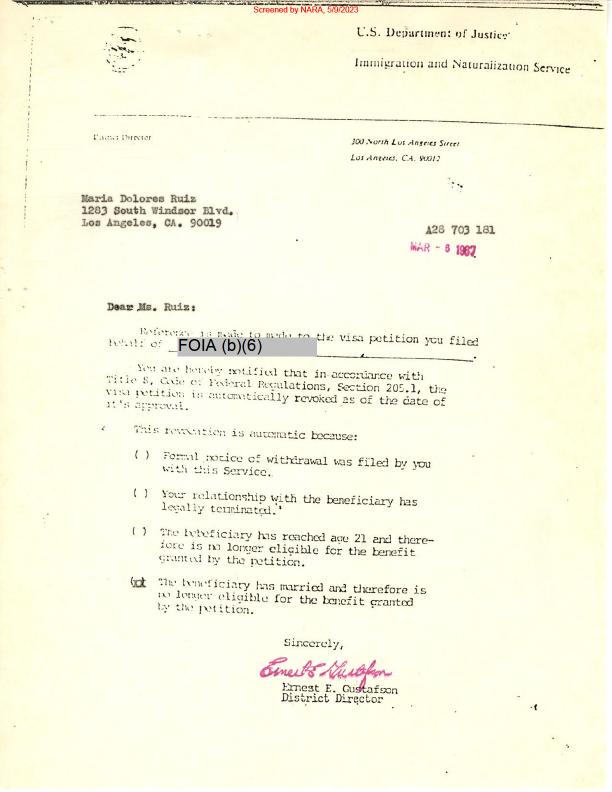 Screened by NARA, 5/9/2023
U.S. Department of Justice
Immigration and Naturalization Service
District Director
300 North Los Angeles Street
Los Angeles, CA. 90012
Maria Dolores Ruiz
1283 South Windsor Blvd.
Los Angeles, CA. 90019
A28 703 181
MAR - 6 1987
Dear Ms. Ruiz:
Reference is made to made to the visa petition you filed
behalf of FOIA (b)(6)
You are hereby notified that in accordance with
Title 8, Code of Federal Regulations, Section 205.1, the
visa petition is automatically revoked as of the date of
it's approval.
This revocation is automatic because:
( ) Formal notice of withdrawal was filed by you
with this Service.
( ) Your relationship with the beneficiary has
legally terminated."
( ) The beneficiary has reached age 21 and there-
fore is no longer eligible for the benefit
granted by the petition.
The beneficiary has married and therefore is
no longer eligible for the benefit granted
by the petition.
Sincerely,
Ernest E. Gustafson
Ernest E. Gustafson
District Director